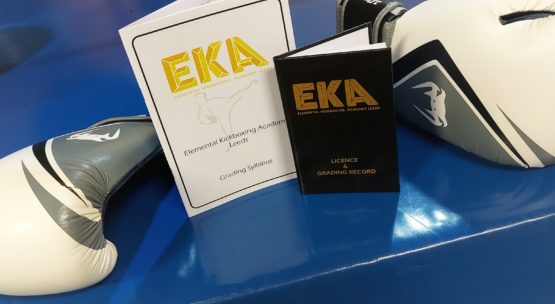 EKA
ELEMENTAL KICKBOXING ACADEMY LEEDS
Elemental Kickboxing Academy
Leeds
Grading Syllabus
EKA
ELEMENTAL KICKBOXING ACADEMY LEEDS
LICENCE
&
GRADING RECORD